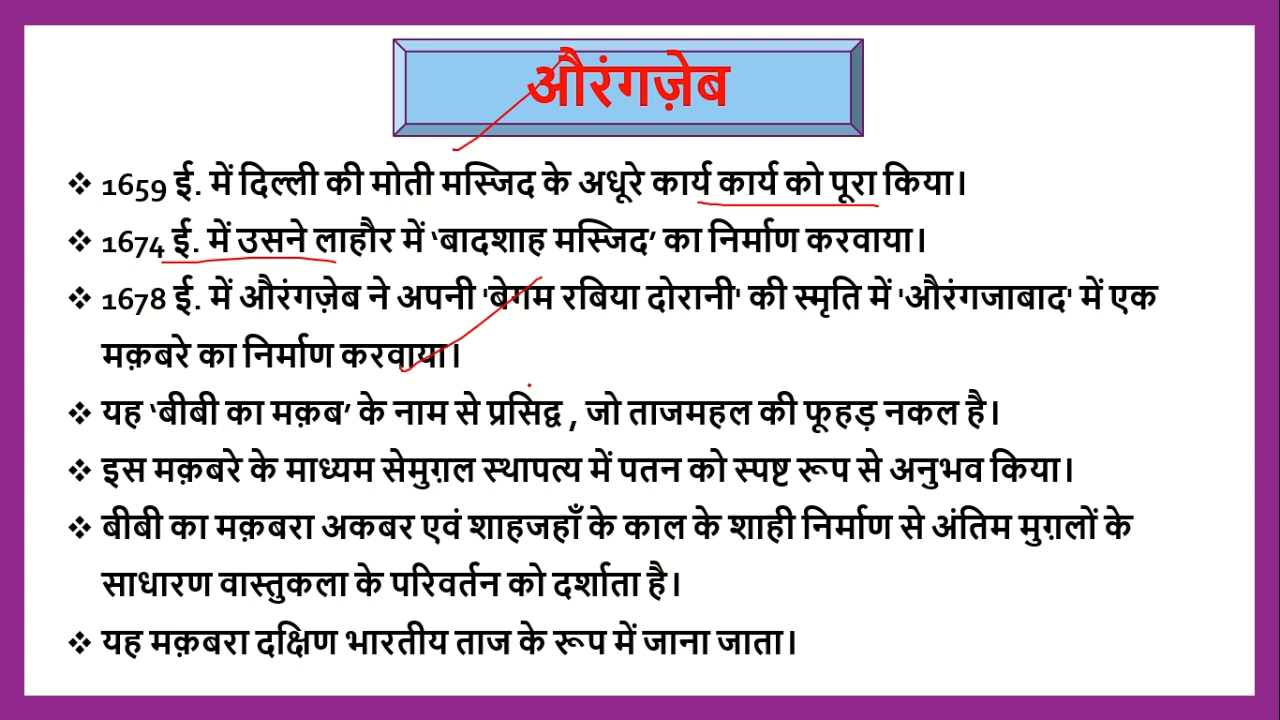 औरंगज़ेब
❖ 1659 ई. में दिल्ली की मोती मस्जिद के अधूरे कार्य कार्य को पूरा किया।
❖ 1674 ई. में उसने लाहौर में ‘बादशाह मस्जिद’ का निर्माण करवाया।
❖ 1678 ई. में औरंगज़ेब ने अपनी 'बेगम रबिया दोरानी' की स्मृति में 'औरंगजाबाद' में एक
मक़बरे का निर्माण करवाया।
❖ यह ‘बीबी का मक़ब’ के नाम से प्रसिद्व , जो ताजमहल की फूहड़ नकल है।
❖ इस मक़बरे के माध्यम सेमुग़ल स्थापत्य में पतन को स्पष्ट रूप से अनुभव किया।
❖ बीबी का मक़बरा अकबर एवं शाहजहाँ के काल के शाही निर्माण से अंतिम मुग़लों के
साधारण वास्तुकला के परिवर्तन को दर्शाता है।
❖ यह मक़बरा दक्षिण भारतीय ताज के रूप में जाना जाता।